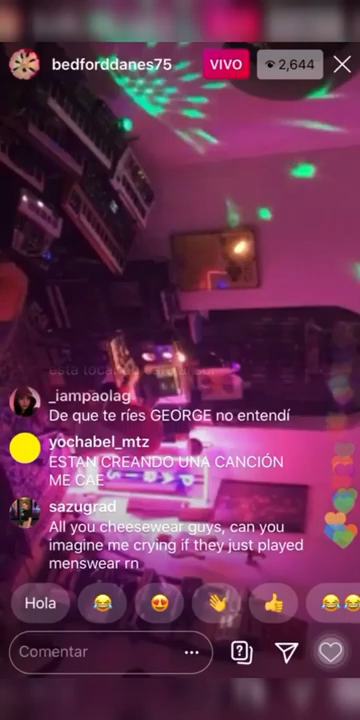 bedforddanes75
VIVO
2,644
_iampaolag
De que te ríes GEORGE no entendí
yochabel_mtz
ESTAN CREANDO UNA CANCIÓN
ME CAE
sazugrad
All you cheesewear guys, can you
imagine me crying if they just played
menswear rn
Hola
Comentar